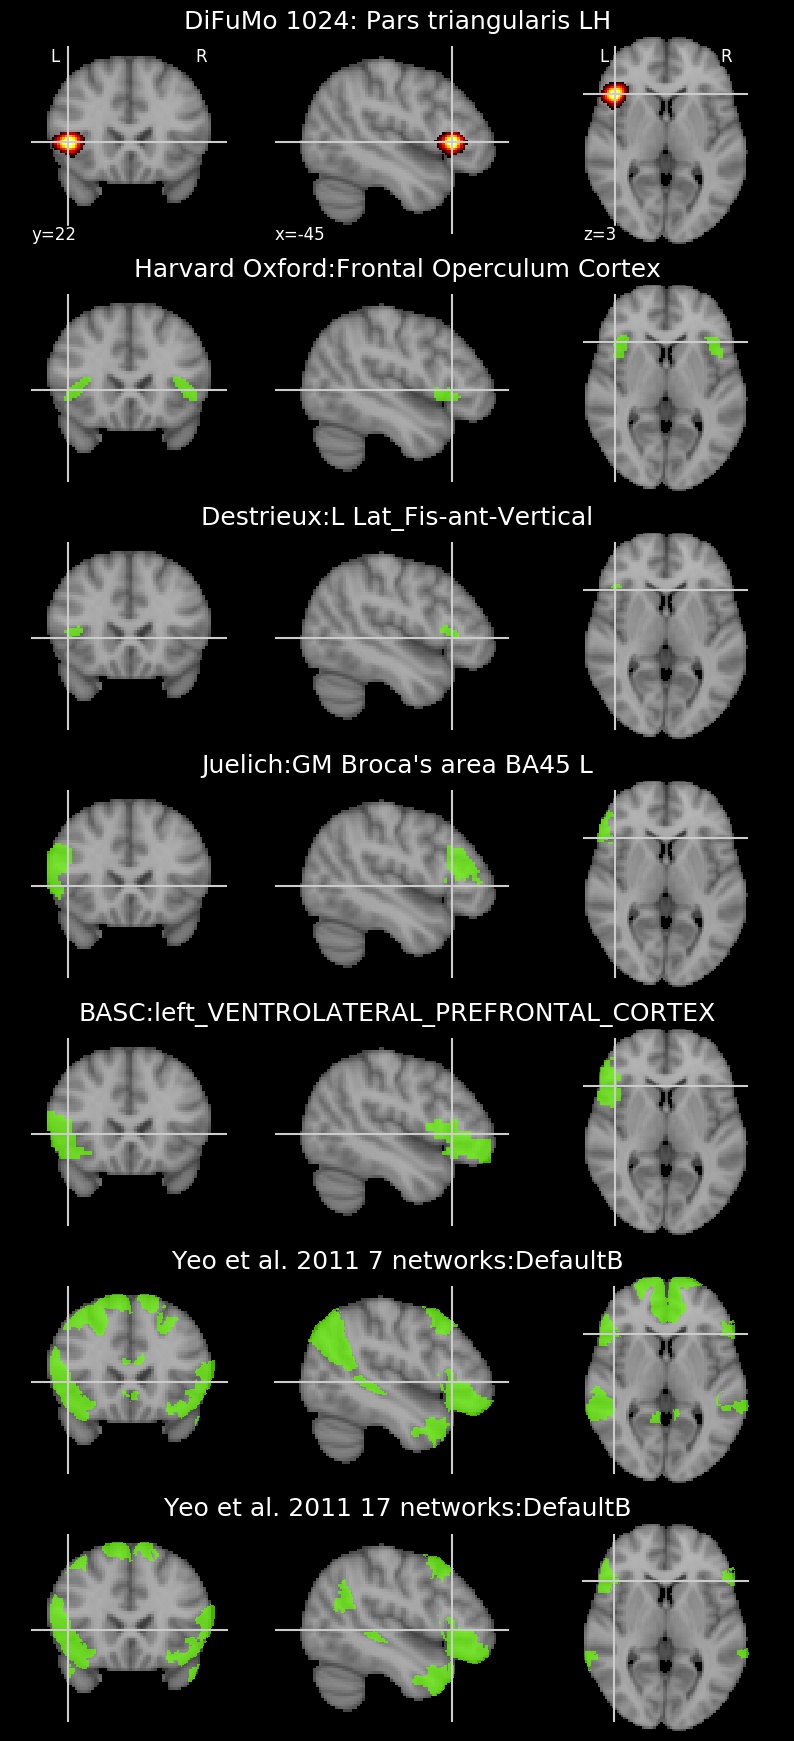 DiFuMo 1024: Pars triangularis LH
L R L R
y=22 x=-45 z=3
Harvard Oxford:Frontal Operculum Cortex
Destrieux:L Lat_Fis-ant-Vertical
Juelich:GM Broca's area BA45 L
BASC:left_VENTROLATERAL_PREFRONTAL_CORTEX
Yeo et al. 2011 7 networks:DefaultB
Yeo et al. 2011 17 networks:DefaultB